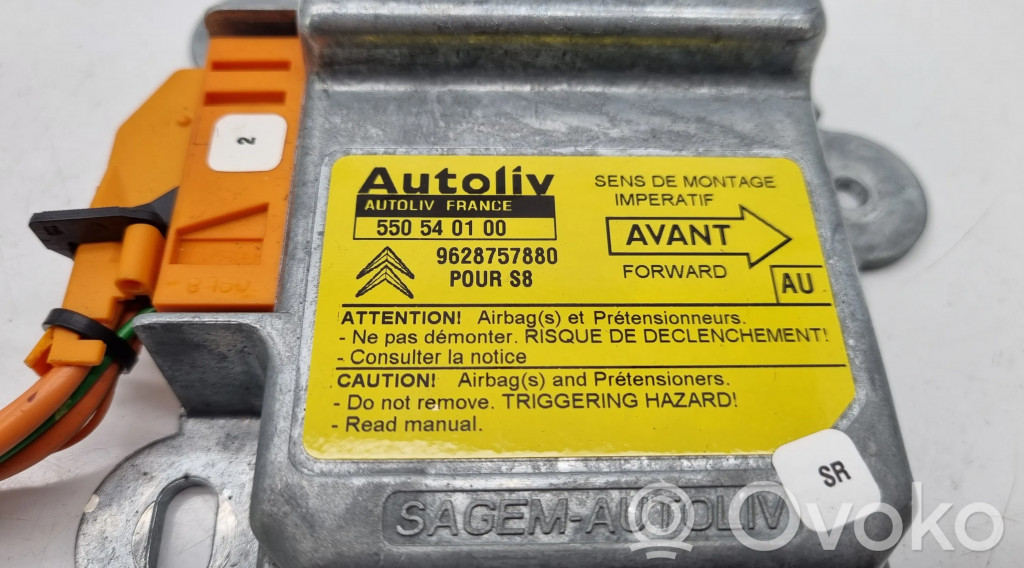 2
Autoliv
AUTOLIV FRANCE
550 54 01 00
9628757880
POUR S8
SENS DE MONTAGE
IMPERATIF
AVANT
FORWARD
AU
ATTENTION! Airbag(s) et Prétensionneurs.
- Ne pas démonter. RISQUE DE DECLENCHEMENT!
- Consulter la notice
CAUTION! Airbag(s) and Prétensioners.
- Do not remove. TRIGGERING HAZARD!
- Read manual.
SR
SAGEM-AUTOLIV
Ovoko